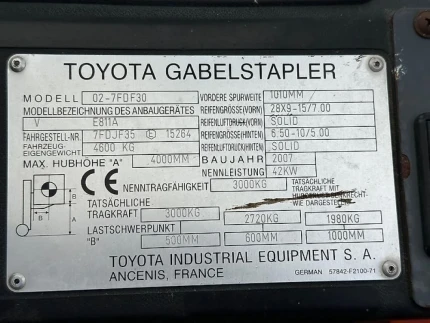 TOYOTA GABELSTAPLER
MODELL 02-7FDF30 VORDERE SPURWEITE 1010MM
MODELLBEZEICHNUNG DES ANBAUGERÄTES REIFENGRÖSSE(VORN) 28X9-15/7.00
V E811A REIFENLUFTDRUCK(VORN) SOLID
FAHRGESTELL-NR. 7FDJF35 E 15264 REIFENGRÖSSE(HINTEN) 6.50-10/5.00
FAHRZEUG-EIGENGEWICHT 4600 KG REIFENLUFTDRUCK(HINTEN) SOLID
MAX HUBHÖHE "A" 4000MM BAUJAHR 2007
NENNLEISTUNG 42KW
CE NENNTRAGFÄHIGKEIT 3000KG
TATSÄCHLICHE TRAGKRAFT MIT
WIE DARGESTELLT
B
A
B
TATSÄCHLICHE
TRAGKRAFT 3000KG 2720KG 1980KG
LASTSCHWERPUNKT
"B" 500MM 600MM 1000MM
TOYOTA INDUSTRIAL EQUIPMENT S. A.
ANCENIS, FRANCE GERMAN 57842-F2100-71